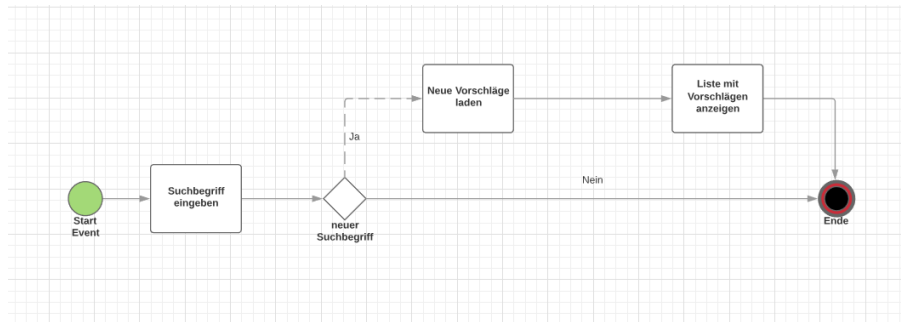 Neue Vorschläge
laden
Liste mit
Vorschlägen
anzeigen
Ja
Suchbegriff
eingeben
Nein
Start
Event
neuer
Suchbegriff
Ende